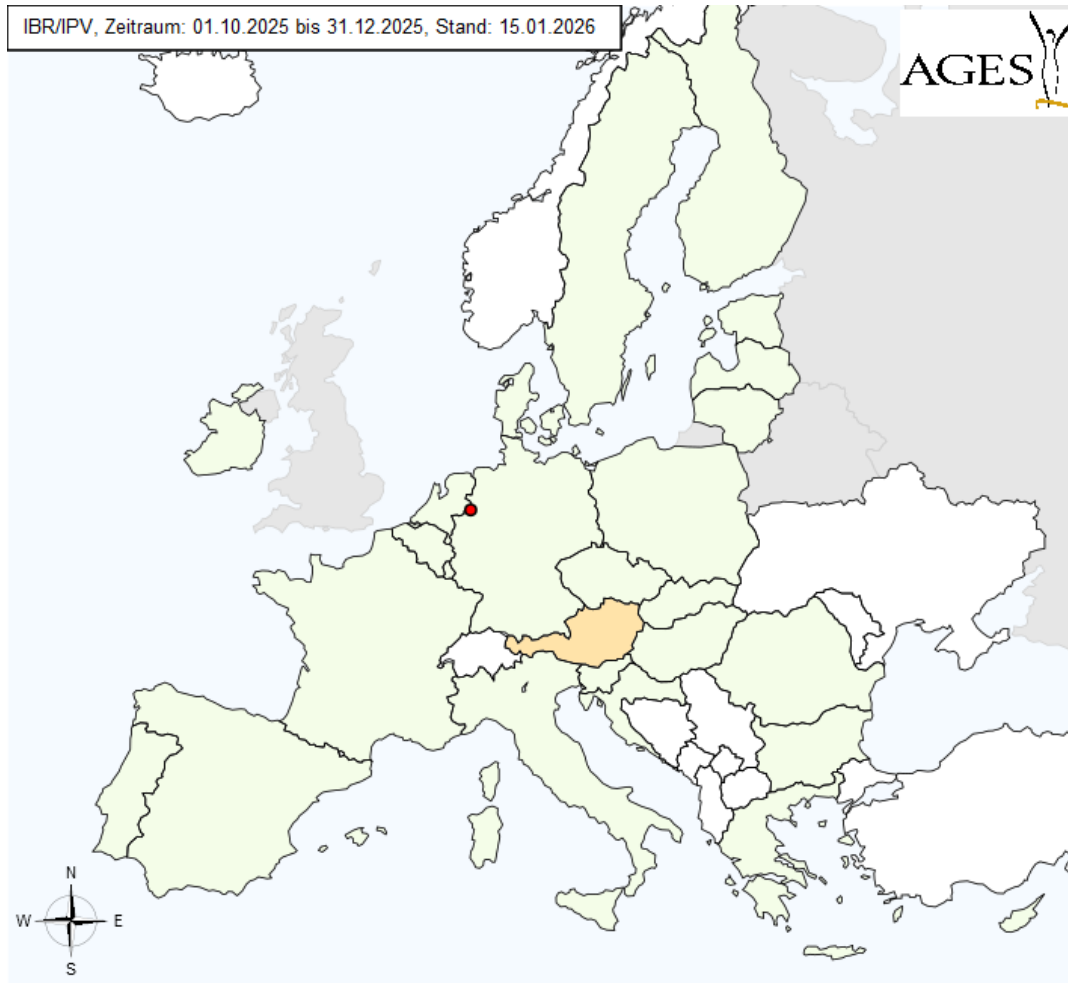 IBR/IPV, Zeitraum: 01.10.2025 bis 31.12.2025, Stand: 15.01.2026
AGES
N
W E
S